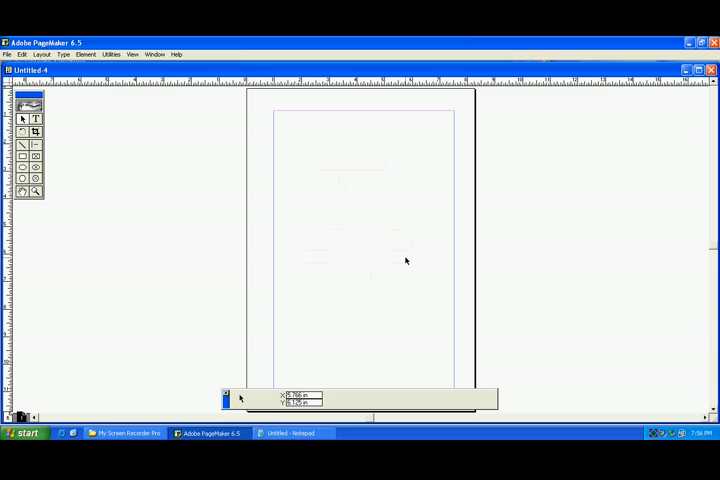 Adobe PageMaker 6.5
File Edit Layout Type Element Utilities View Window Help
Untitled-4
T
X 5.766 in
Y 6.125 in
start My Screen Recorder Pro Adobe PageMaker 6.5 Untitled - Notepad 7:56 PM